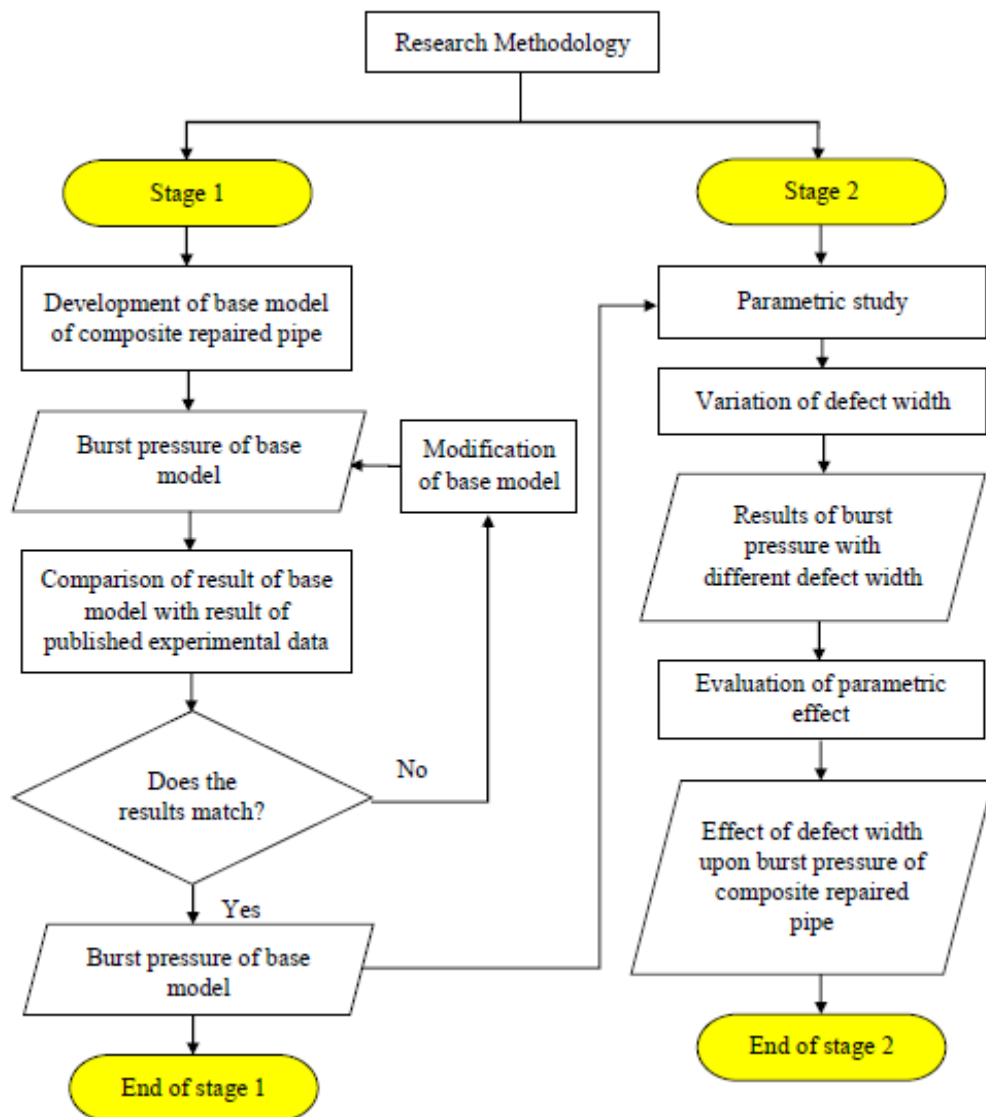 Research Methodology
Stage 1
Development of base model
of composite repaired pipe
Burst pressure of base
model
Modification
of base model
Comparison of result of base
model with result of
published experimental data
Does the
results match?
No
Yes
Burst pressure of base
model
End of stage 1
Stage 2
Parametric study
Variation of defect width
Results of burst
pressure with
different defect width
Evaluation of parametric
effect
Effect of defect width
upon burst pressure of
composite repaired
pipe
End of stage 2